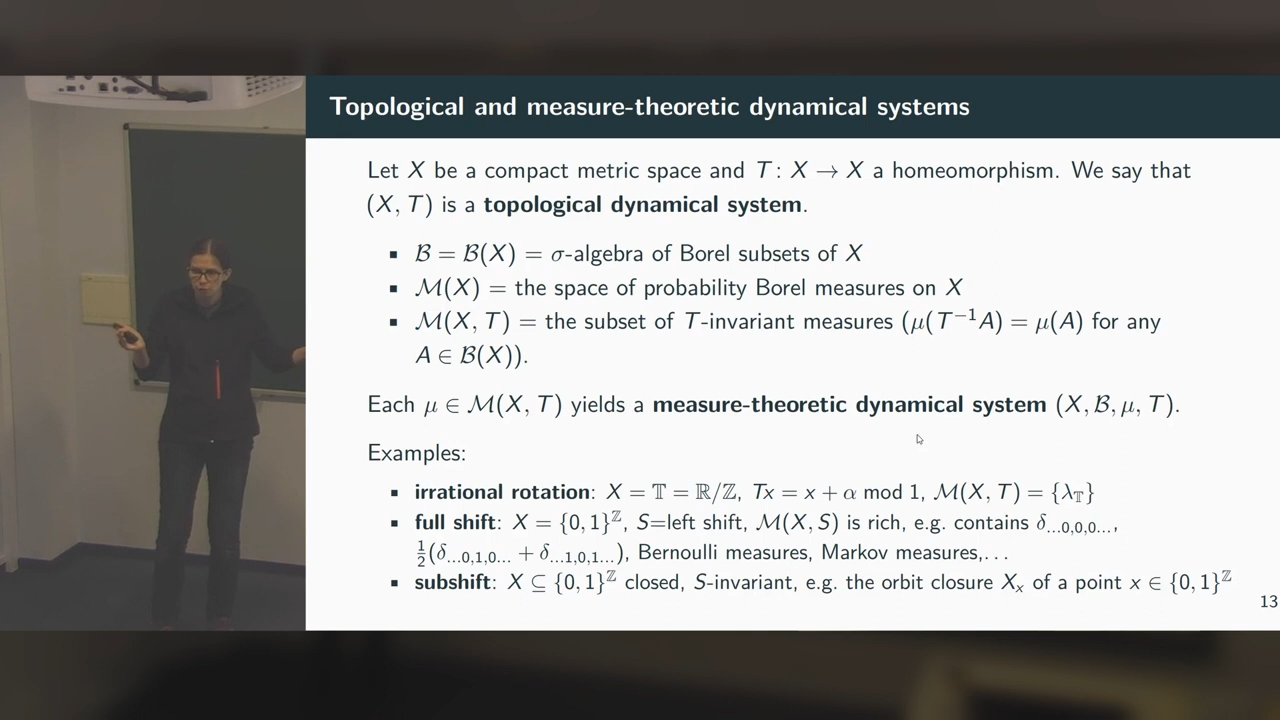 Topological and measure-theoretic dynamical systems
Let X be a compact metric space and T : X → X a homeomorphism. We say that
(X, T) is a topological dynamical system.
▪ ℬ = ℬ(X) = σ-algebra of Borel subsets of X
▪ ℳ(X) = the space of probability Borel measures on X
▪ ℳ(X, T) = the subset of T-invariant measures (μ(T⁻¹A) = μ(A) for any
A ∈ ℬ(X)).
Each μ ∈ ℳ(X, T) yields a measure-theoretic dynamical system (X, ℬ, μ, T).
Examples:
▪ irrational rotation: X = 𝕋 = ℝ/ℤ, Tx = x + α mod 1, ℳ(X, T) = {λ_𝕋}
▪ full shift: X = {0, 1}^ℤ, S=left shift, ℳ(X, S) is rich, e.g. contains δ_{...0,0,0...},
½(δ_{...0,1,0...} + δ_{...1,0,1...}), Bernoulli measures, Markov measures,...
▪ subshift: X ⊆ {0, 1}^ℤ closed, S-invariant, e.g. the orbit closure X_x of a point x ∈ {0, 1}^ℤ
13